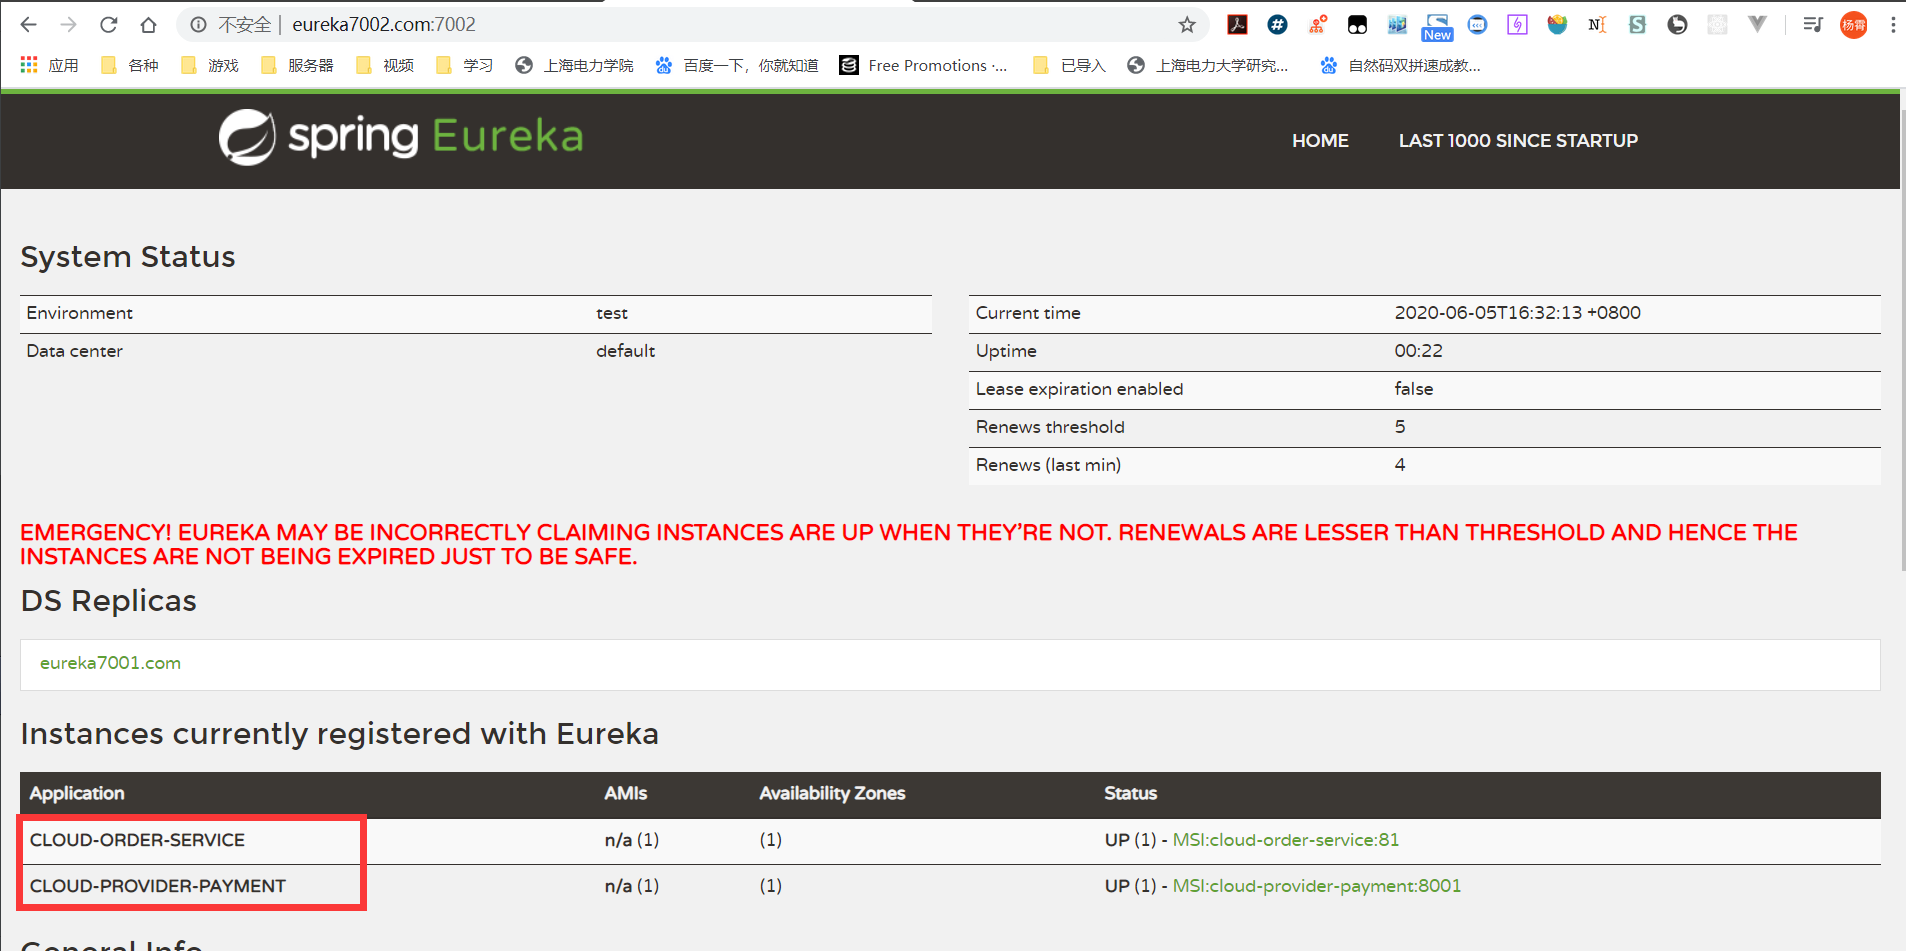 不安全 | eureka7002.com:7002
New
杨霄
应用 各种 游戏 服务器 视频 学习 上海电力学院 百度一下，你就知道 Free Promotions -... 已导入 上海电力大学研究... 自然码双拼速成教...
spring Eureka
HOME LAST 1000 SINCE STARTUP
System Status
Environment test
Data center default
Current time 2020-06-05T16:32:13 +0800
Uptime 00:22
Lease expiration enabled false
Renews threshold 5
Renews (last min) 4
EMERGENCY! EUREKA MAY BE INCORRECTLY CLAIMING INSTANCES ARE UP WHEN THEY'RE NOT. RENEWALS ARE LESSER THAN THRESHOLD AND HENCE THE
INSTANCES ARE NOT BEING EXPIRED JUST TO BE SAFE.
DS Replicas
eureka7001.com
Instances currently registered with Eureka
Application AMIs Availability Zones Status
CLOUD-ORDER-SERVICE n/a (1) (1) UP (1) - MSI:cloud-order-service:81
CLOUD-PROVIDER-PAYMENT n/a (1) (1) UP (1) - MSI:cloud-provider-payment:8001
General Info